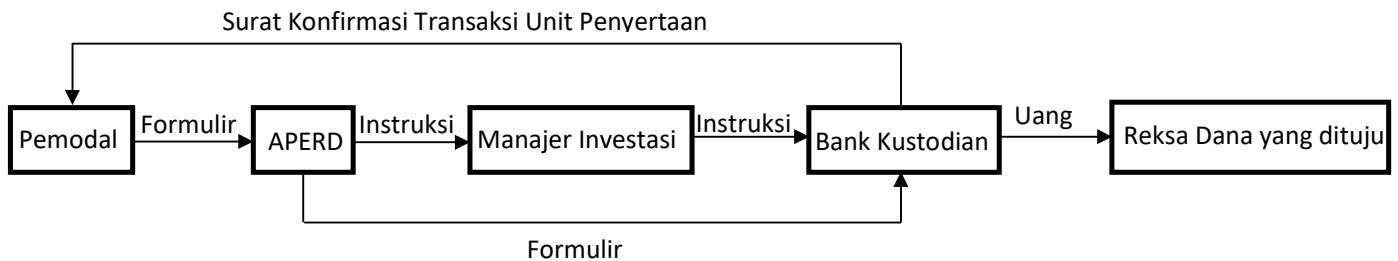 Surat Konfirmasi Transaksi Unit Penyertaan
Pemodal
Formulir
APERD
Instruksi
Manajer Investasi
Instruksi
Bank Kustodian
Uang
Reksa Dana yang dituju
Formulir